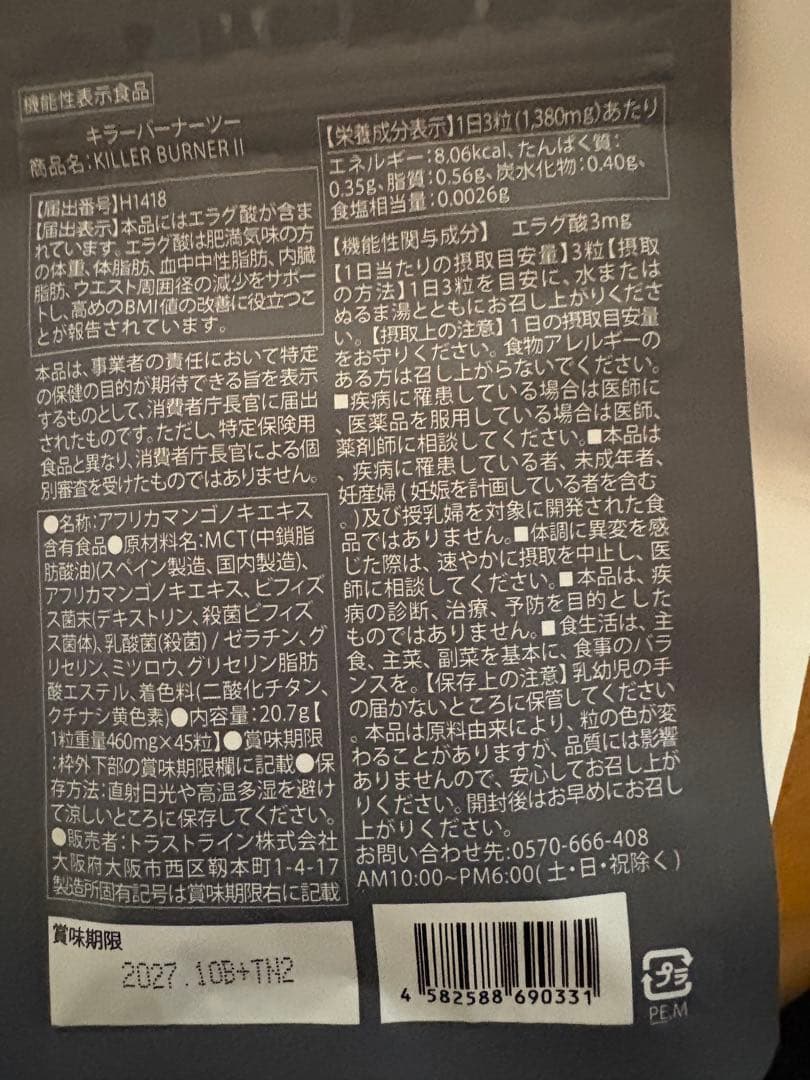 機能性表示食品
キラーバーナーツー
商品名:KILLER BURNERⅡ
【届出番号】H1418
【届出表示】本品にはエラグ酸が含ま
れています。エラグ酸は肥満気味の方
の体重、体脂肪、血中中性脂肪、内臓
脂肪、ウエスト周囲径の減少をサポー
トし、高めのBMI値の改善に役立つこ
とが報告されています。
本品は、事業者の責任において特定
の保健の目的が期待できる旨を表示
するものとして、消費者庁長官に届出
されたものです。ただし、特定保険用
食品と異なり、消費者庁長官による個
別審査を受けたものではありません。
●名称:アフリカマンゴノキエキス
含有食品●原材料名:MCT(中鎖脂
肪酸油)(スペイン製造、国内製造)、
アフリカマンゴノキエキス、ビフィズ
ス菌末(デキストリン、殺菌ビフィズ
ス菌体)、乳酸菌(殺菌) / ゼラチン、グ
リセリン、ミツロウ、グリセリン脂肪
酸エステル、着色料(二酸化チタン、
クチナシ黄色素)●内容量:20.7g【
1粒重量460mg×45粒】●賞味期限
:枠外下部の賞味期限欄に記載●保
存方法:直射日光や高温多湿を避け
て涼しいところに保存してください。
●販売者:トラストライン株式会社
大阪府大阪市西区靱本町1-4-17
製造所固有記号は賞味期限右に記載
賞味期限
2027.10B+TN2
【栄養成分表示】1日3粒(1,380mg)あたり
エネルギー:8.06kcal、たんぱく質:
0.35g、脂質:0.56g、炭水化物:0.40g、
食塩相当量:0.0026g
【機能性関与成分】 エラグ酸3mg
【1日当たりの摂取目安量】3粒【摂取
の方法】1日3粒を目安に、水または
ぬるま湯とともにお召し上がりくださ
い。【摂取上の注意】1日の摂取目安量
をお守りください。食物アレルギーの
ある方は召し上がらないでください。
■疾病に罹患している場合は医師に
、医薬品を服用している場合は医師、
薬剤師に相談してください。■本品は
、疾病に罹患している者、未成年者、
妊産婦(妊娠を計画している者を含む
。)及び授乳婦を対象に開発された食
品ではありません。■体調に異変を感
じた際は、速やかに摂取を中止し、医
師に相談してください。■本品は、疾
病の診断、治療、予防を目的とした
ものではありません。■食生活は、主
食、主菜、副菜を基本に、食事のバラ
ンスを。【保存上の注意】乳幼児の手
の届かないところに保管してください
。本品は原料由来により、粒の色が変
わることがありますが、品質には影響
ありませんので、安心してお召し上が
りください。開封後はお早めにお召し
上がりください。
お問い合わせ先:0570-666-408
AM10:00~PM6:00(土・日・祝除く)
4 582588 690331
プラ
PE,M